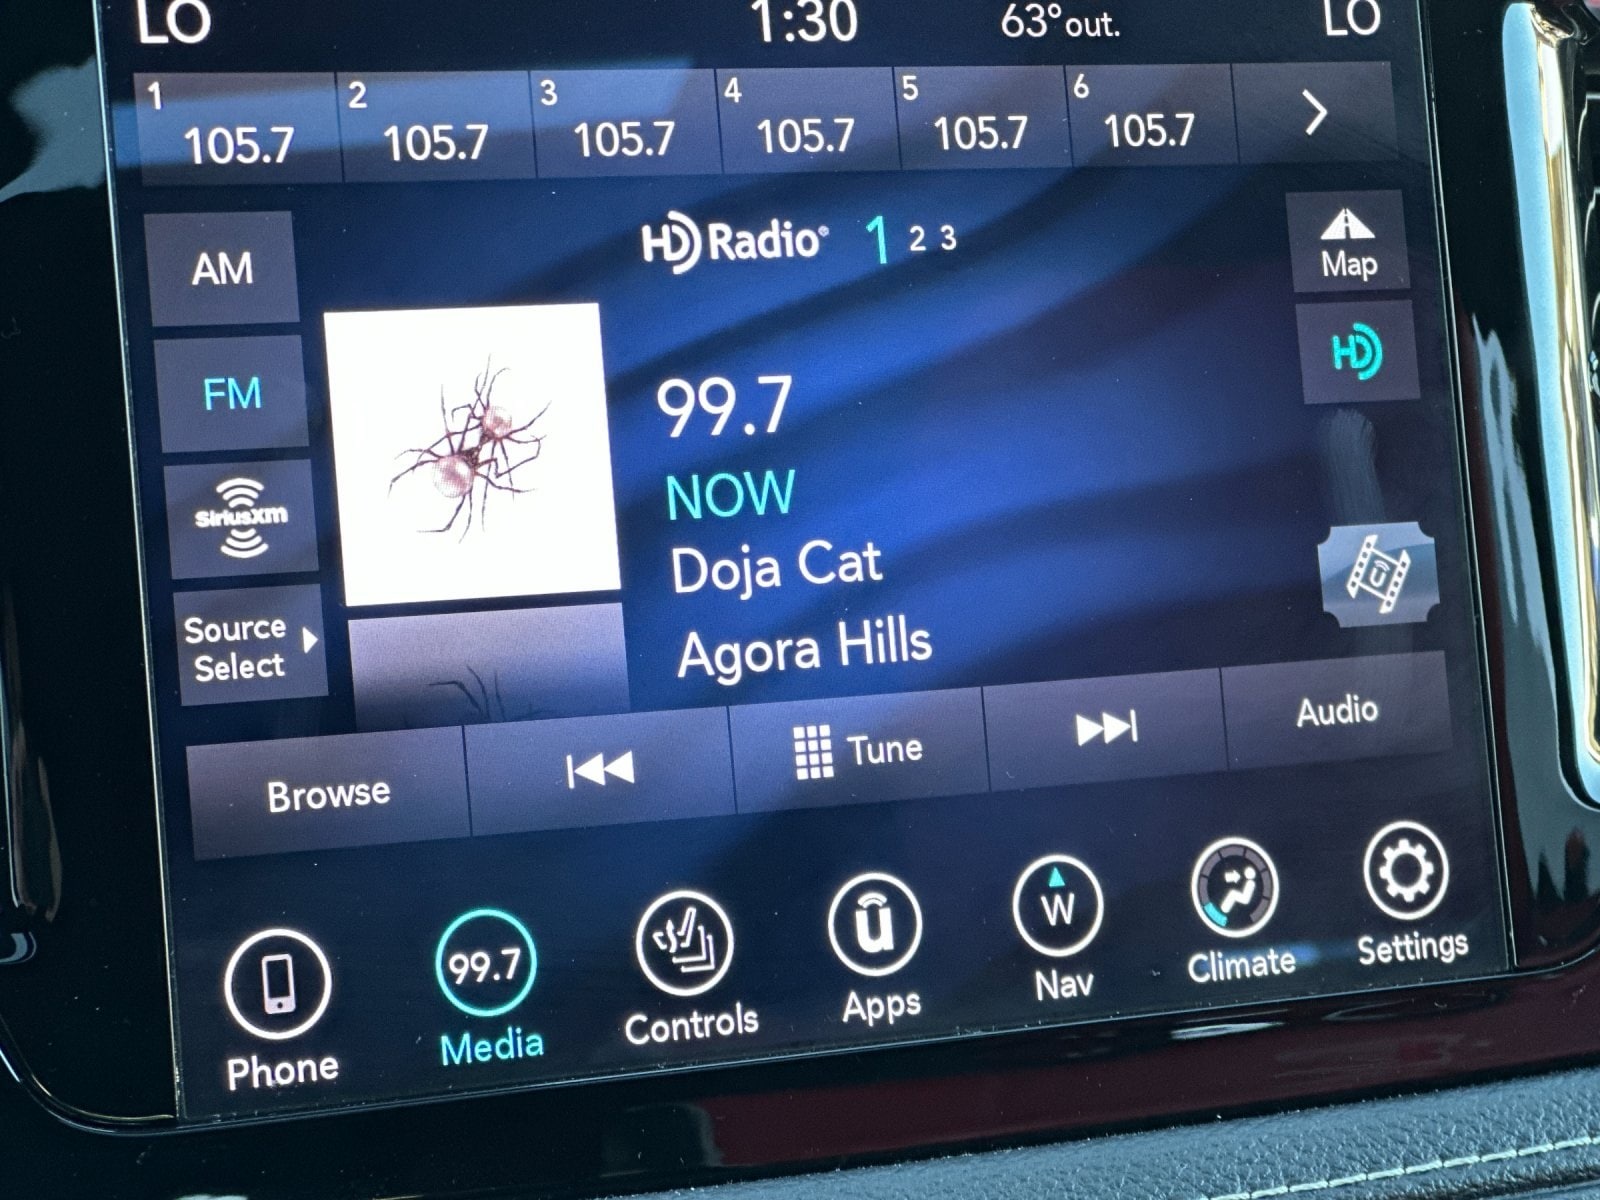 LO 1:30 63° out. LO
1 2 3 4 5 6
105.7 105.7 105.7 105.7 105.7 105.7
HD Radio® 1 2 3
AM
FM
SiriusXM
Source
Select
Map
HD
99.7
NOW
Doja Cat
Agora Hills
Browse Tune Audio
99.7 u W
Phone Media Controls Apps Nav Climate Settings